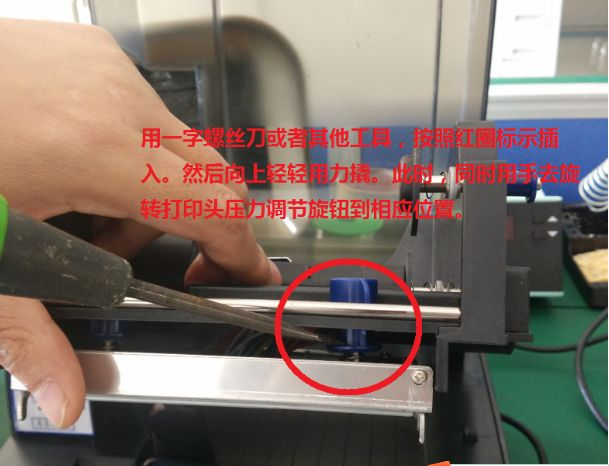 用一字螺丝刀或者其他工具，按照红圈标示插
入。然后向上轻轻用力撬。此时，同时用手去旋
转打印头压力调节旋钮到相应位置。